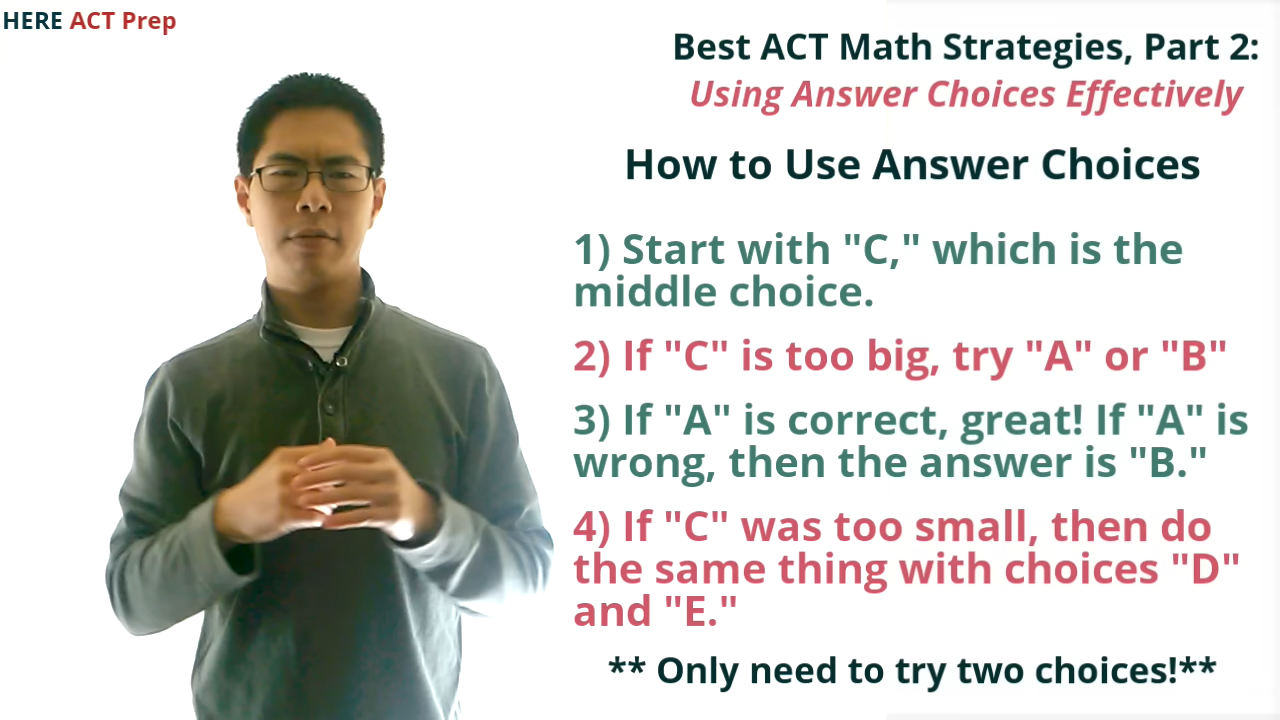 HERE ACT Prep
Best ACT Math Strategies, Part 2:
Using Answer Choices Effectively
How to Use Answer Choices
1) Start with "C," which is the
middle choice.
2) If "C" is too big, try "A" or "B"
3) If "A" is correct, great! If "A" is
wrong, then the answer is "B."
4) If "C" was too small, then do
the same thing with choices "D"
and "E."
** Only need to try two choices!**